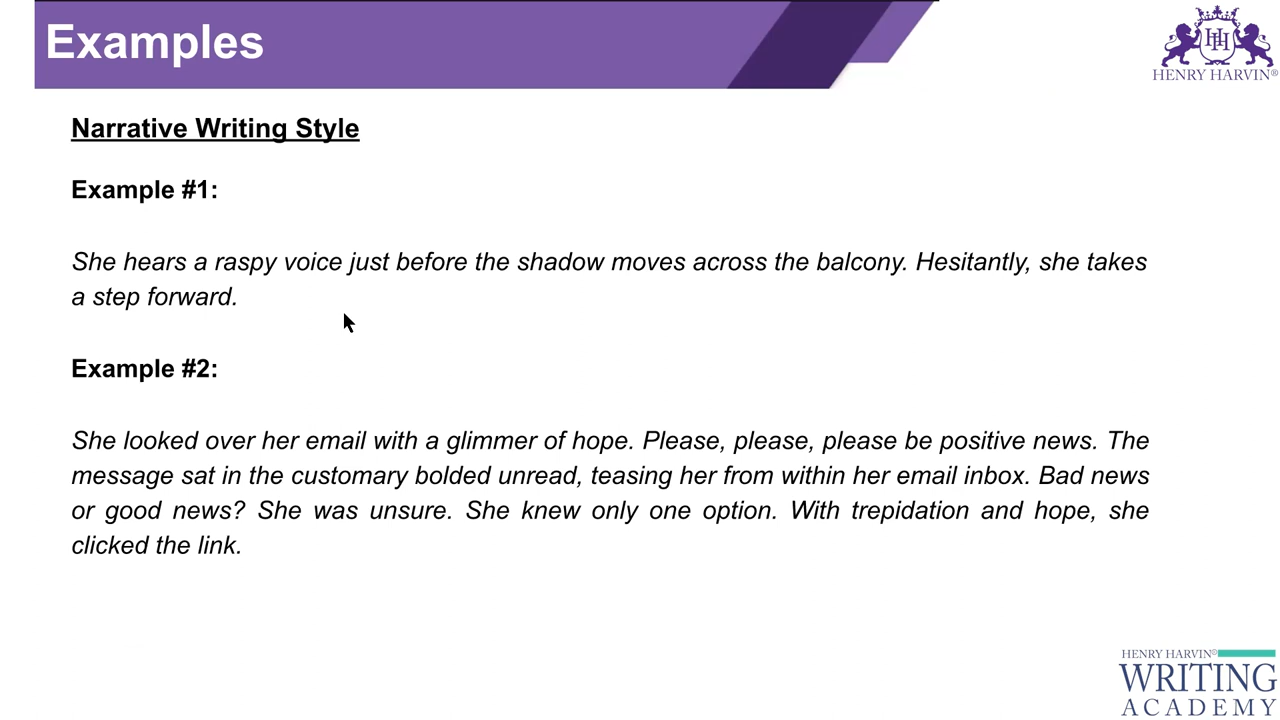 Examples
HENRY HARVIN®
Narrative Writing Style
Example #1:
She hears a raspy voice just before the shadow moves across the balcony. Hesitantly, she takes
a step forward.
Example #2:
She looked over her email with a glimmer of hope. Please, please, please be positive news. The
message sat in the customary bolded unread, teasing her from within her email inbox. Bad news
or good news? She was unsure. She knew only one option. With trepidation and hope, she
clicked the link.
HENRY HARVIN®
WRITING
ACADEMY